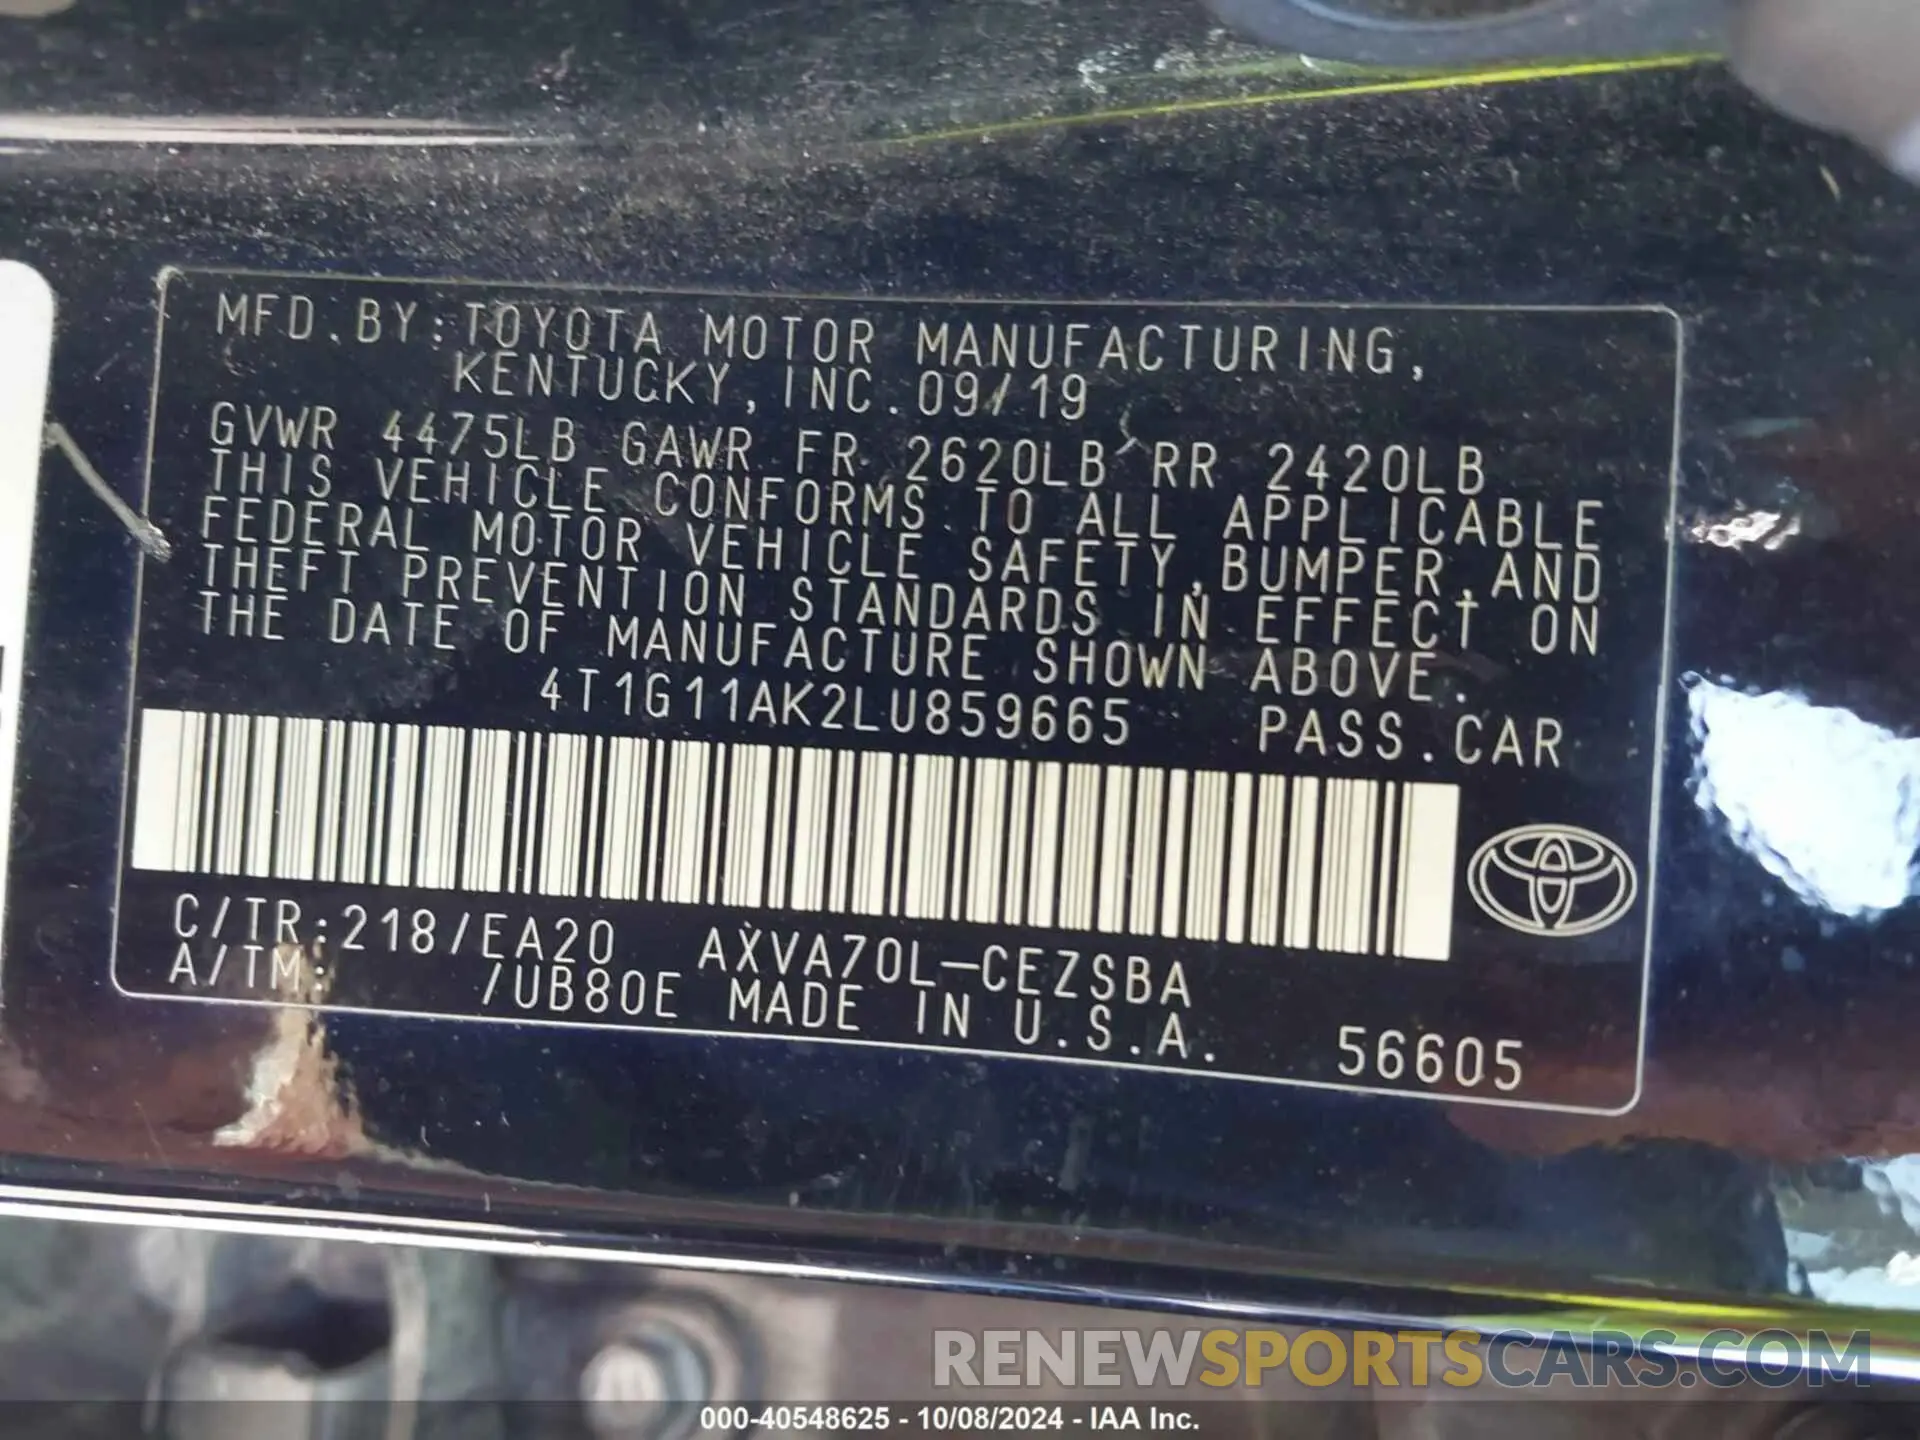 MFD.BY:TOYOTA MOTOR MANUFACTURING,
KENTUCKY, INC. 09/19
GVWR 4475LB GAWR FR 2620LB RR 2420LB
THIS VEHICLE CONFORMS TO ALL APPLICABLE
FEDERAL MOTOR VEHICLE SAFETY, BUMPER, AND
THEFT PREVENTION STANDARDS IN EFFECT ON
THE DATE OF MANUFACTURE SHOWN ABOVE.
4T1G11AK2LU859665 PASS.CAR
C/TR:218/EA20 AXVA70L-CEZSBA
A/TM: /UB80E MADE IN U.S.A. 56605
RENEWSPORTSCARS.COM
000-40548625 - 10/08/2024 - IAA Inc.